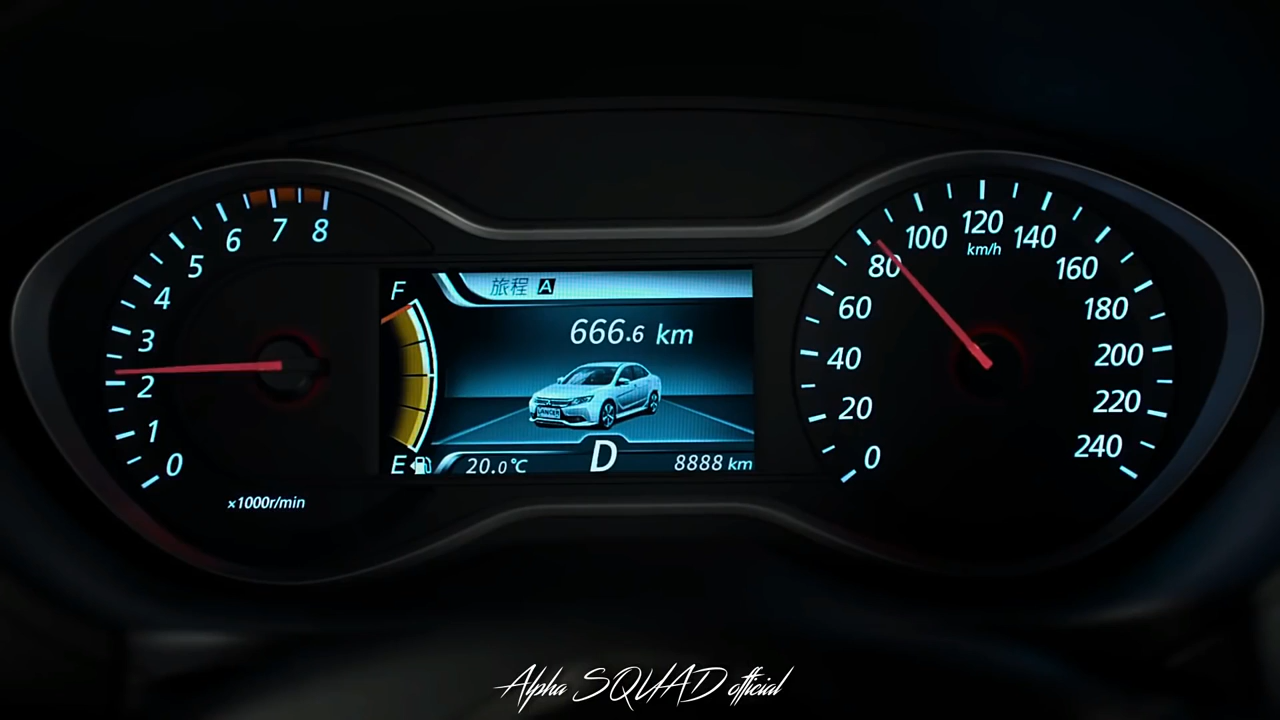 8
7
6
5
4
3
2
1
0
×1000r/min
F
旅程 A
666.6 km
LANCER
E
20.0℃
D
8888 km
0
20
40
60
80
100
120
140
160
180
200
220
240
km/h
Alpha SQUAD official